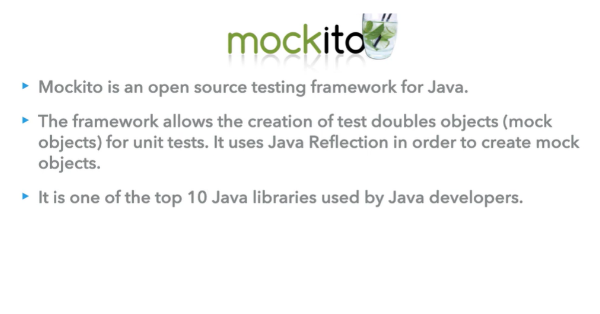 mockito
Mockito is an open source testing framework for Java.
The framework allows the creation of test doubles objects (mock
objects) for unit tests. It uses Java Reflection in order to create mock
objects.
It is one of the top 10 Java libraries used by Java developers.